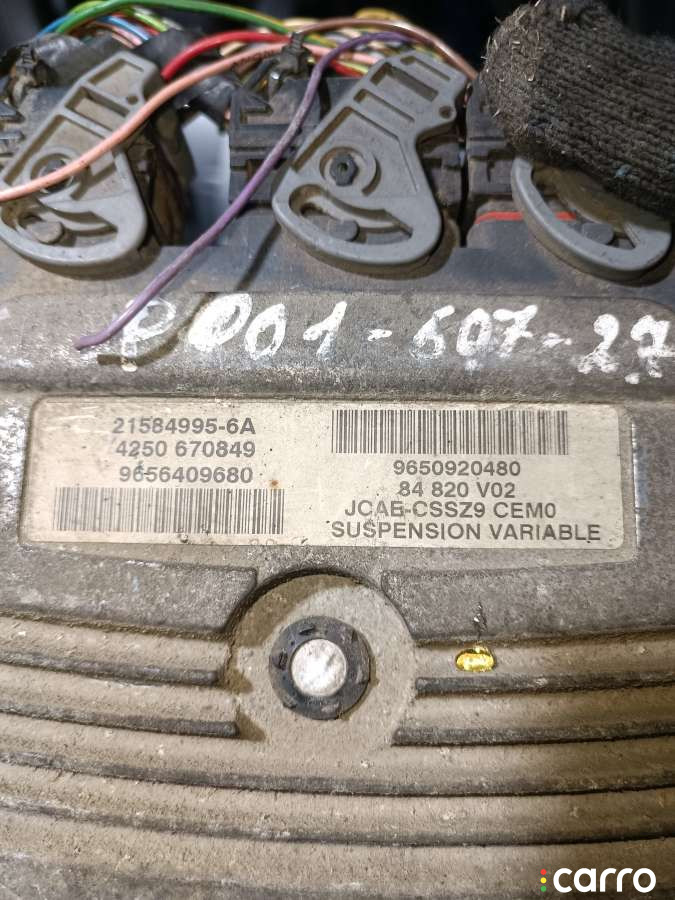 P001-607-27
21584995-6A
4250 670849
9656409680
9650920480
84 820 V02
JCAE-CSSZ9 CEM0
SUSPENSION VARIABLE
carro